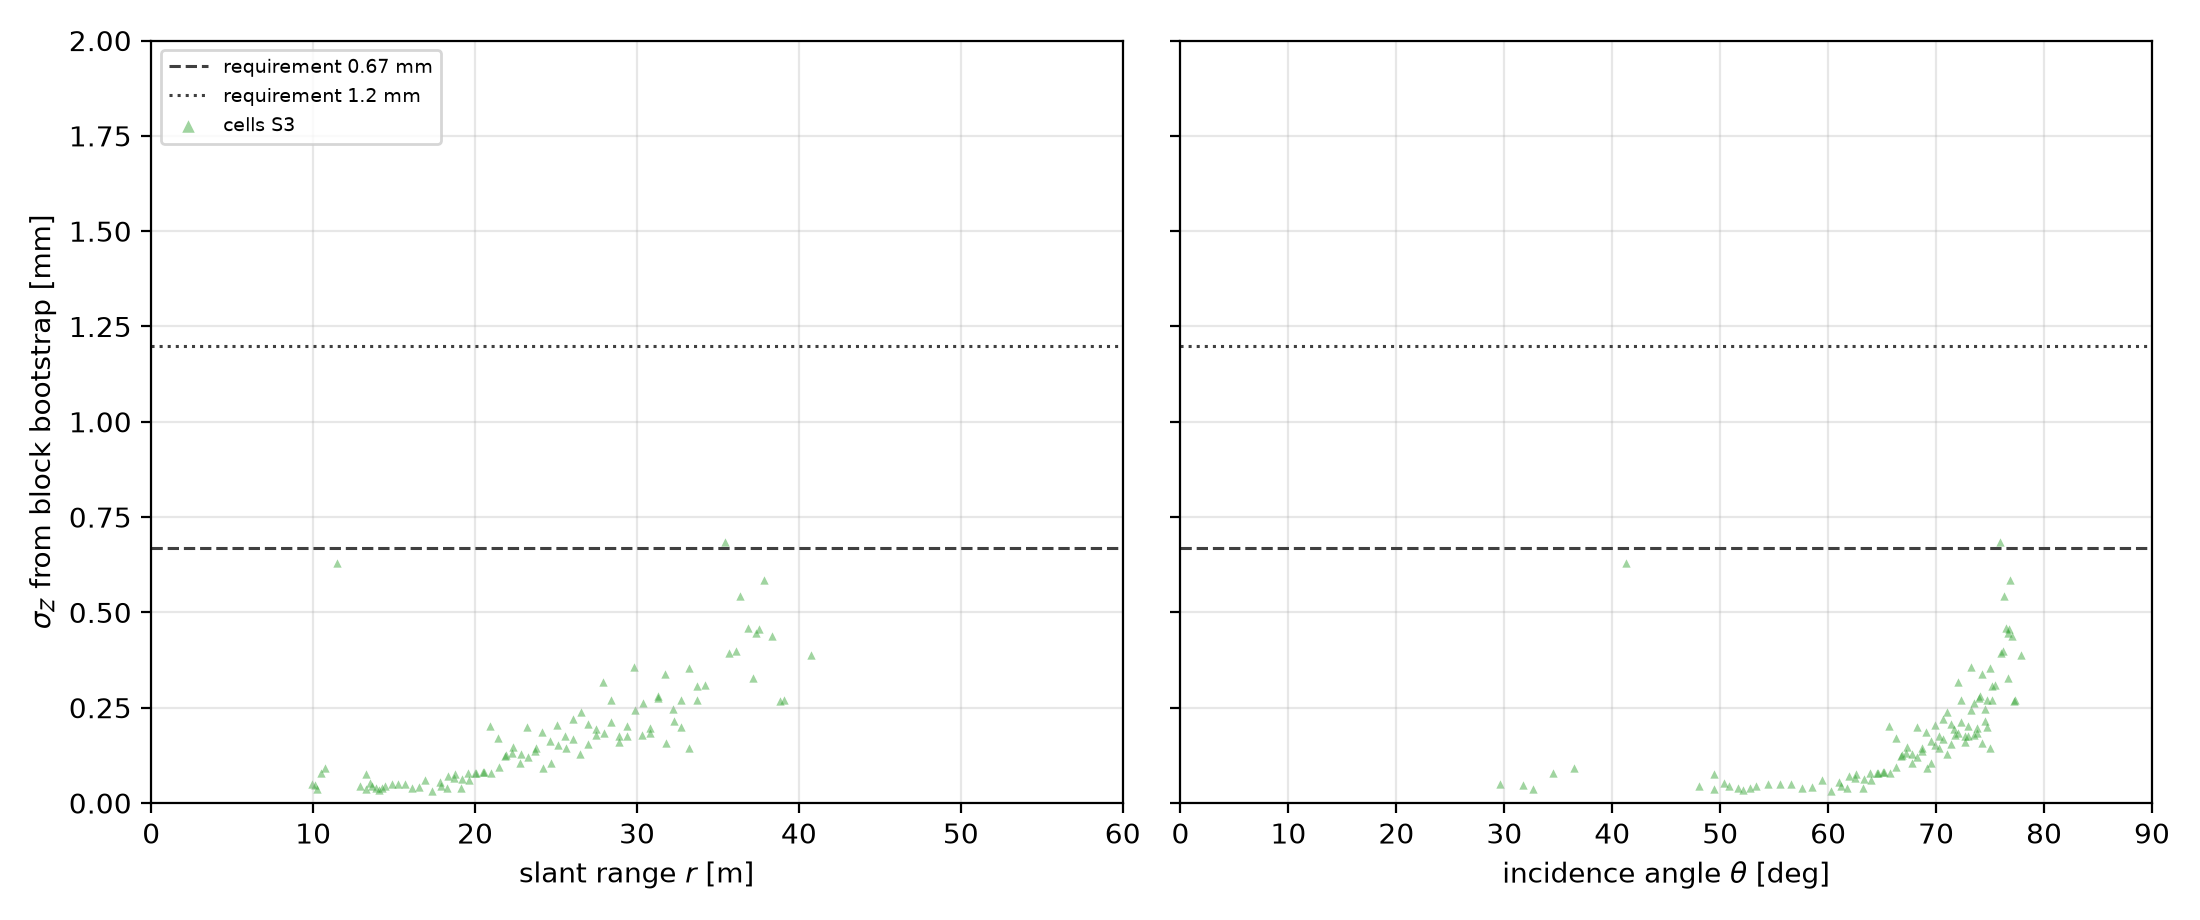 2.00
1.75
1.50
1.25
1.00
0.75
0.50
0.25
0.00
σZ from block bootstrap [mm]
requirement 0.67 mm
requirement 1.2 mm
cells S3
0 10 20 30 40 50 60
slant range r [m]
0 10 20 30 40 50 60 70 80 90
incidence angle θ [deg]